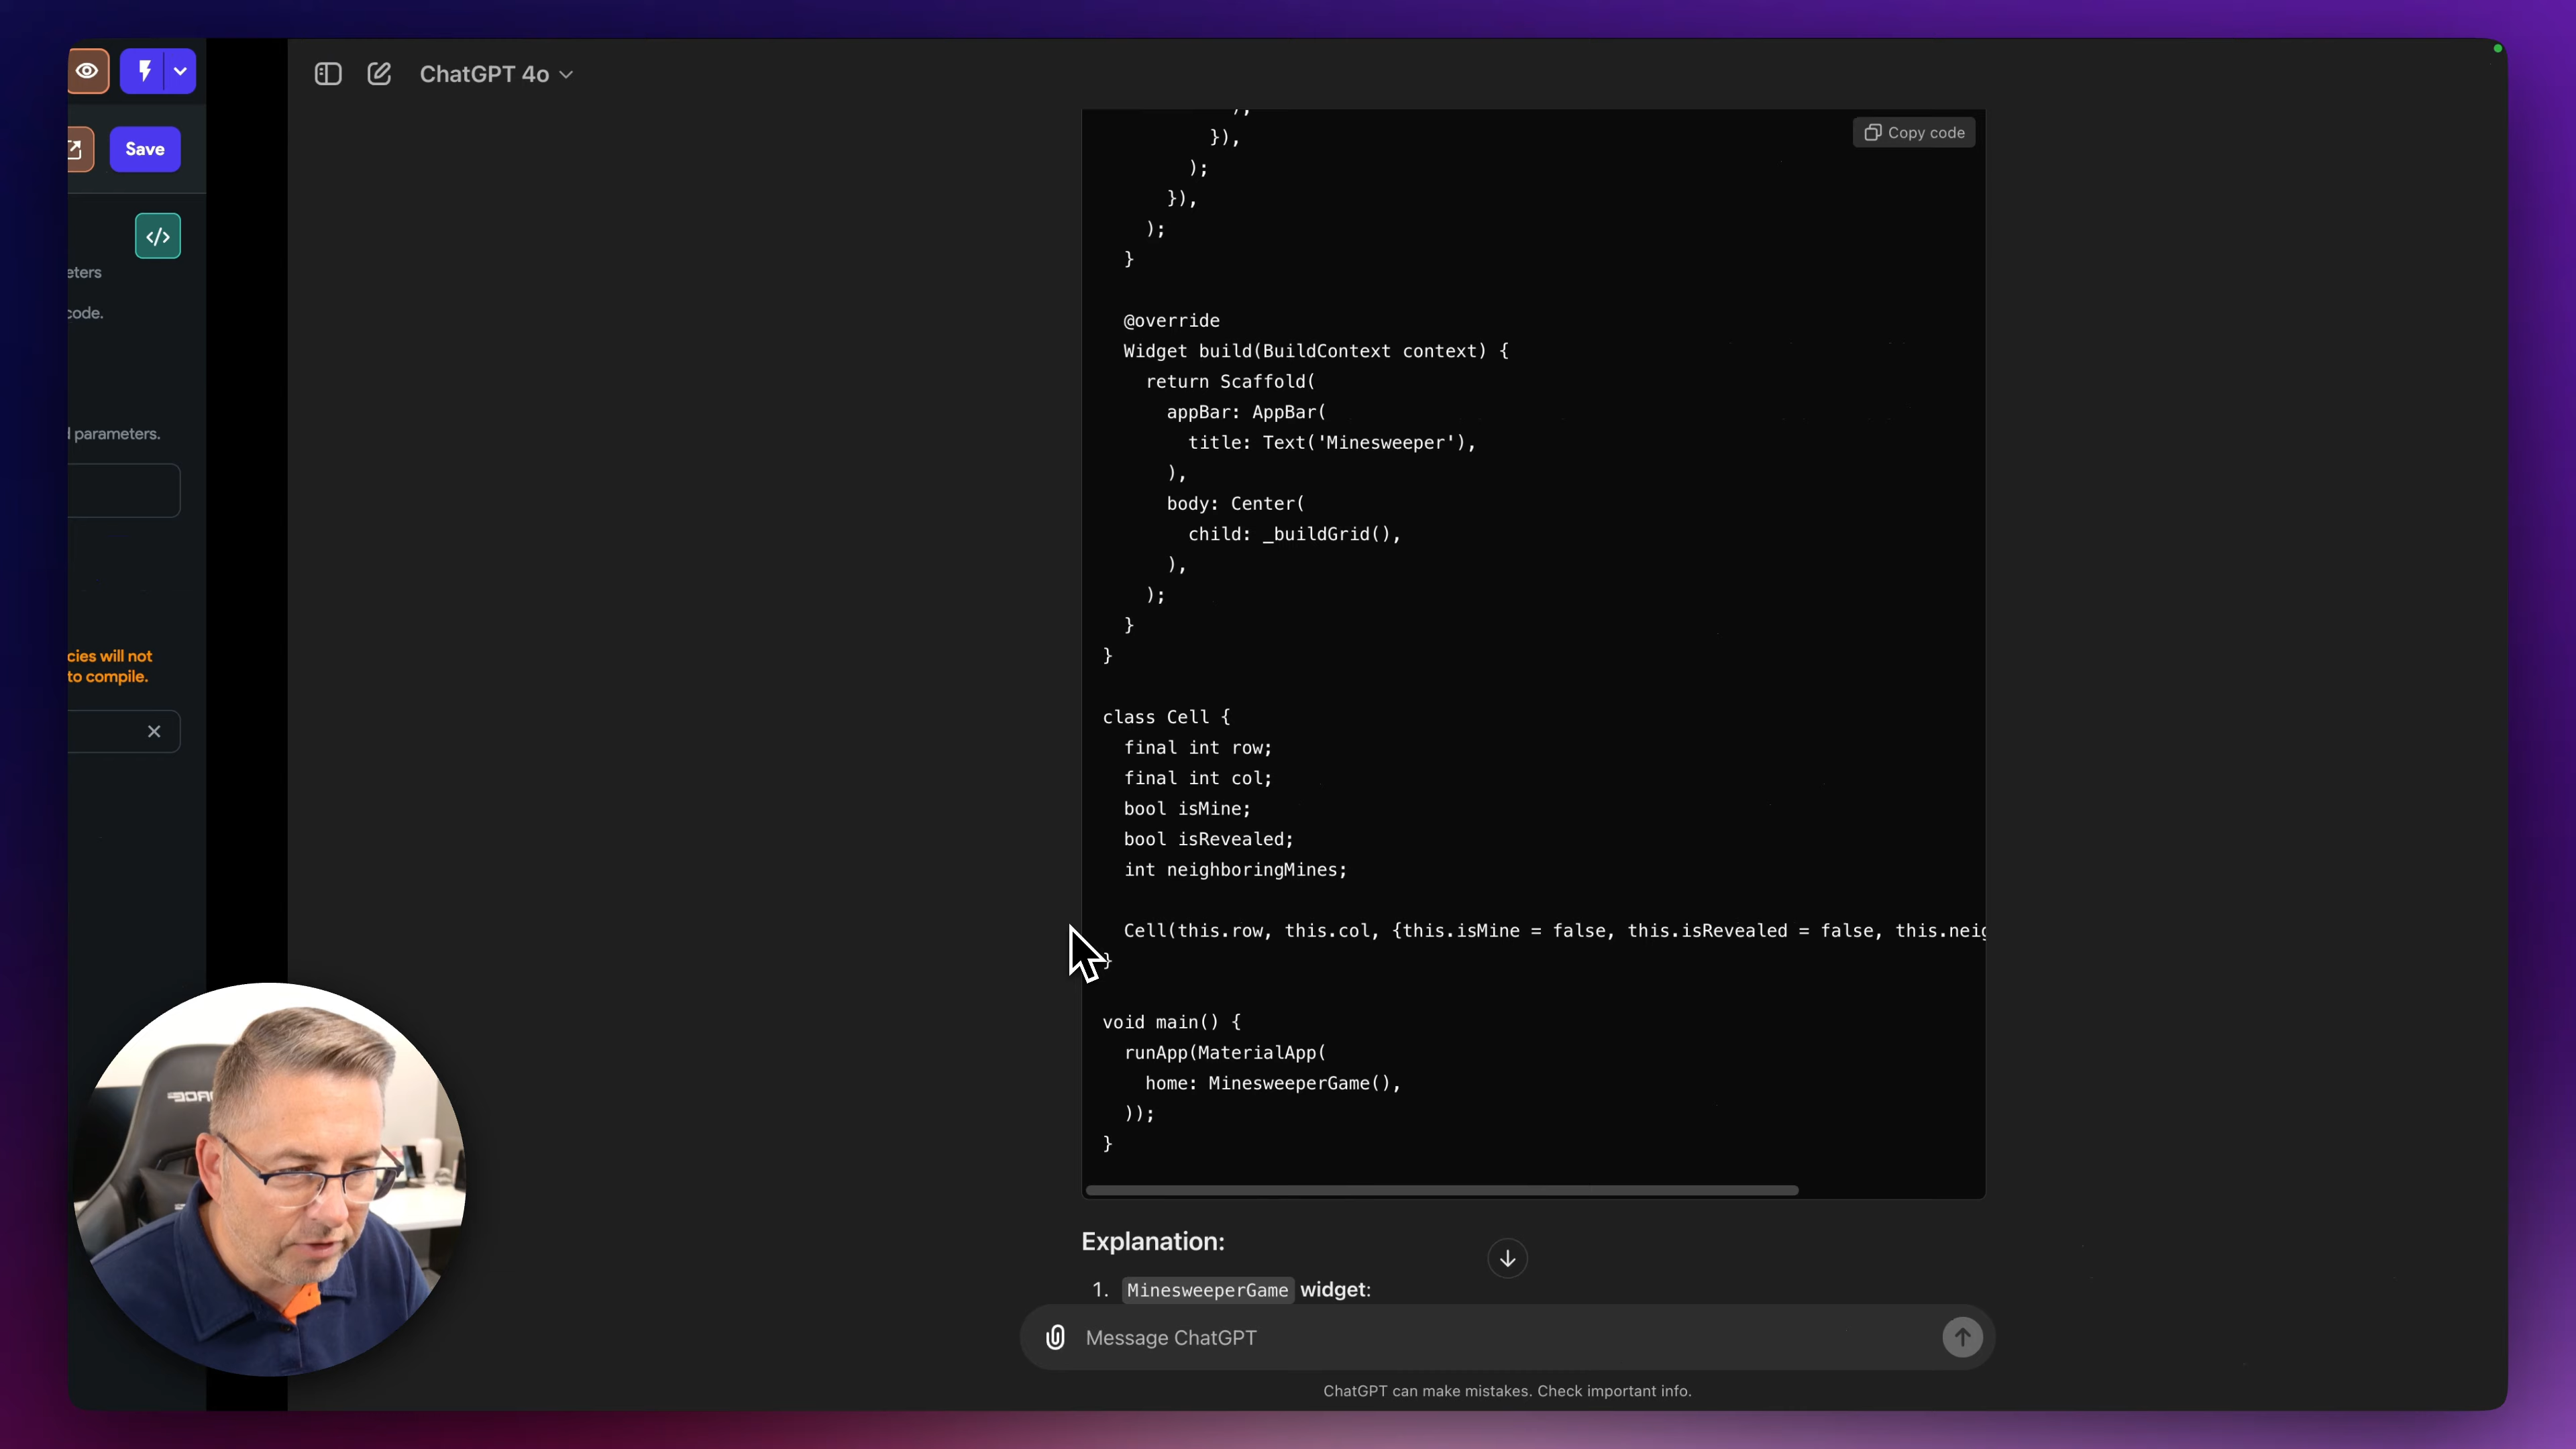 ChatGPT 4o
Save
eters
code.
parameters.
cies will not
to compile.
Copy code
),
}),
);
}),
);
}
@override
Widget build(BuildContext context) {
return Scaffold(
appBar: AppBar(
title: Text('Minesweeper'),
),
body: Center(
child: _buildGrid(),
),
);
}
}
class Cell {
final int row;
final int col;
bool isMine;
bool isRevealed;
int neighboringMines;
Cell(this.row, this.col, {this.isMine = false, this.isRevealed = false, this.neig
}
void main() {
runApp(MaterialApp(
home: MinesweeperGame(),
));
}
Explanation:
1. MinesweeperGame widget:
Message ChatGPT
ChatGPT can make mistakes. Check important info.